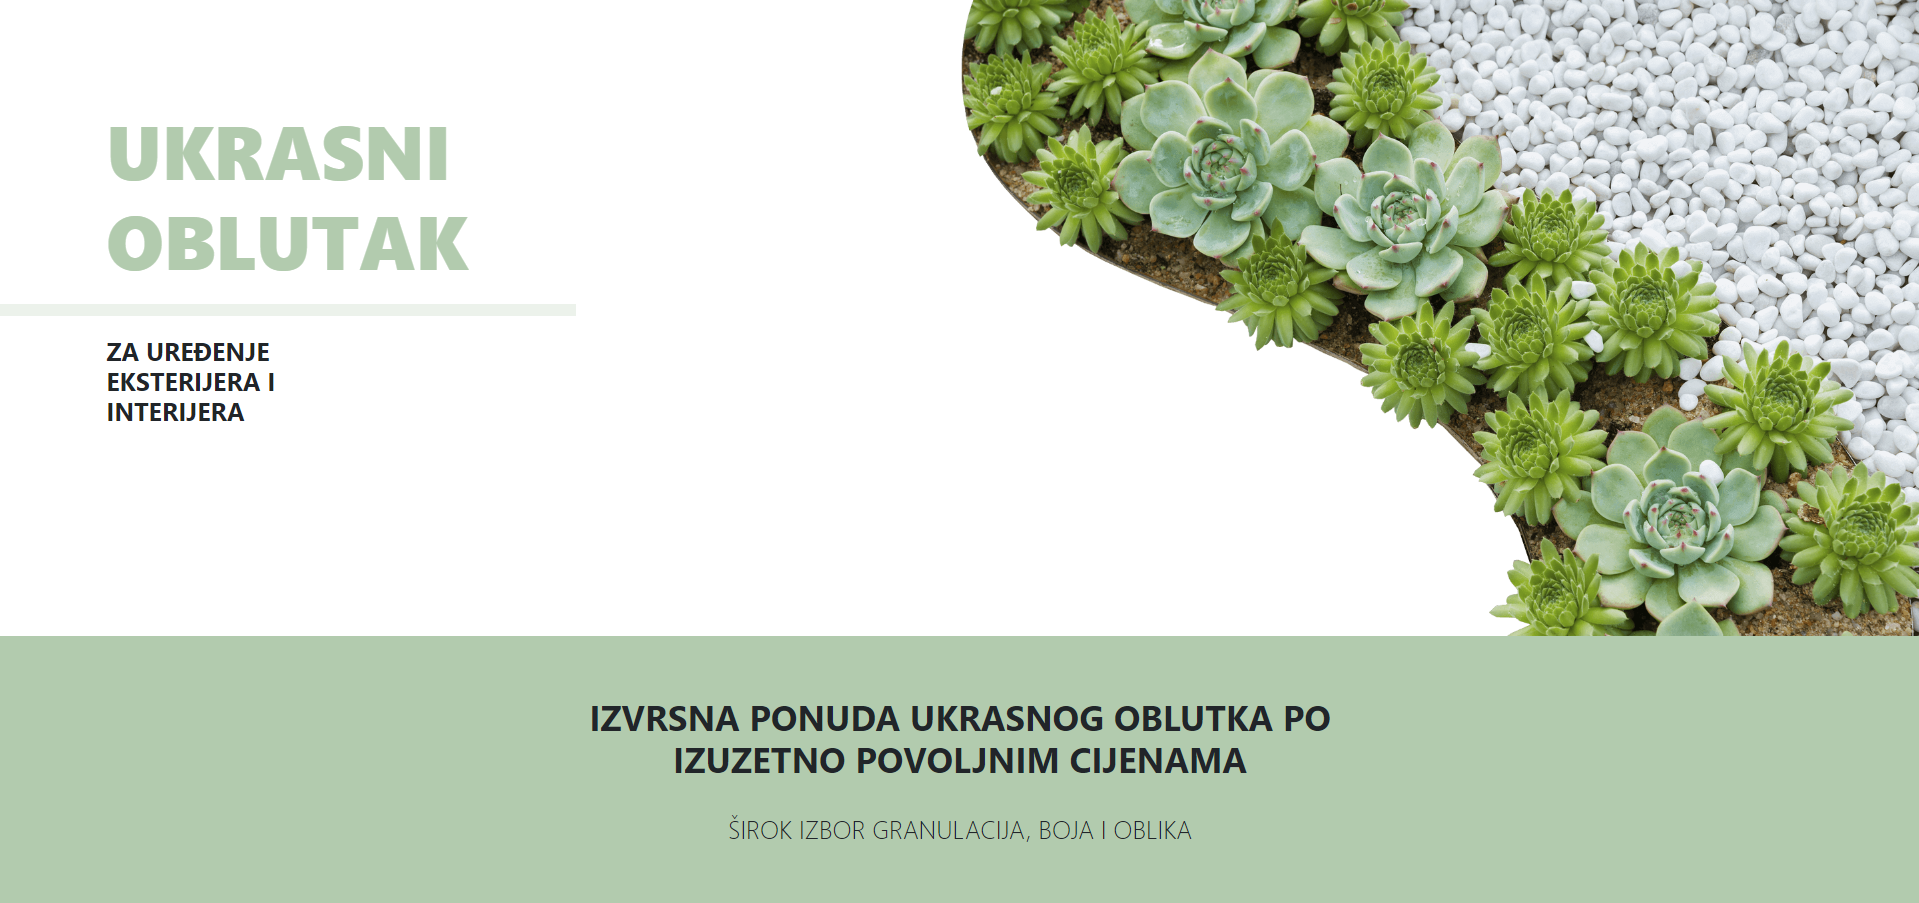 UKRASNI
OBLUTAK
ZA UREĐENJE
EKSTERIJERA I
INTERIJERA
IZVRSNA PONUDA UKRASNOG OBLUTKA PO
IZUZETNO POVOLJNIM CIJENAMA
ŠIROK IZBOR GRANULACIJA, BOJA I OBLIKA